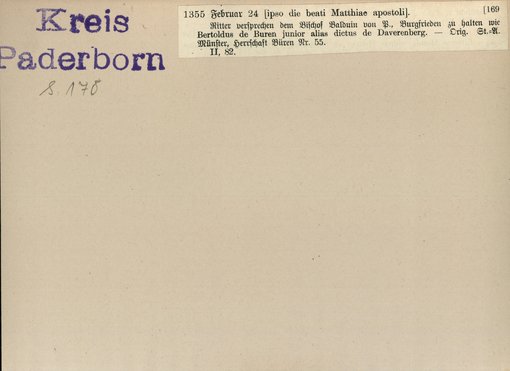 Kreis
Paderborn
S. 178
1355 Februar 24 [ipso die beati Matthiae apostoli]. [169
Ritter versprechen dem Bischof Balduin von P., Burgfrieden zu halten wie
Bertoldus de Buren junior alias dictus de Daverenberg. — Orig. St.-A.
Münster, Herrschaft Büren Nr. 55.
II, 82.